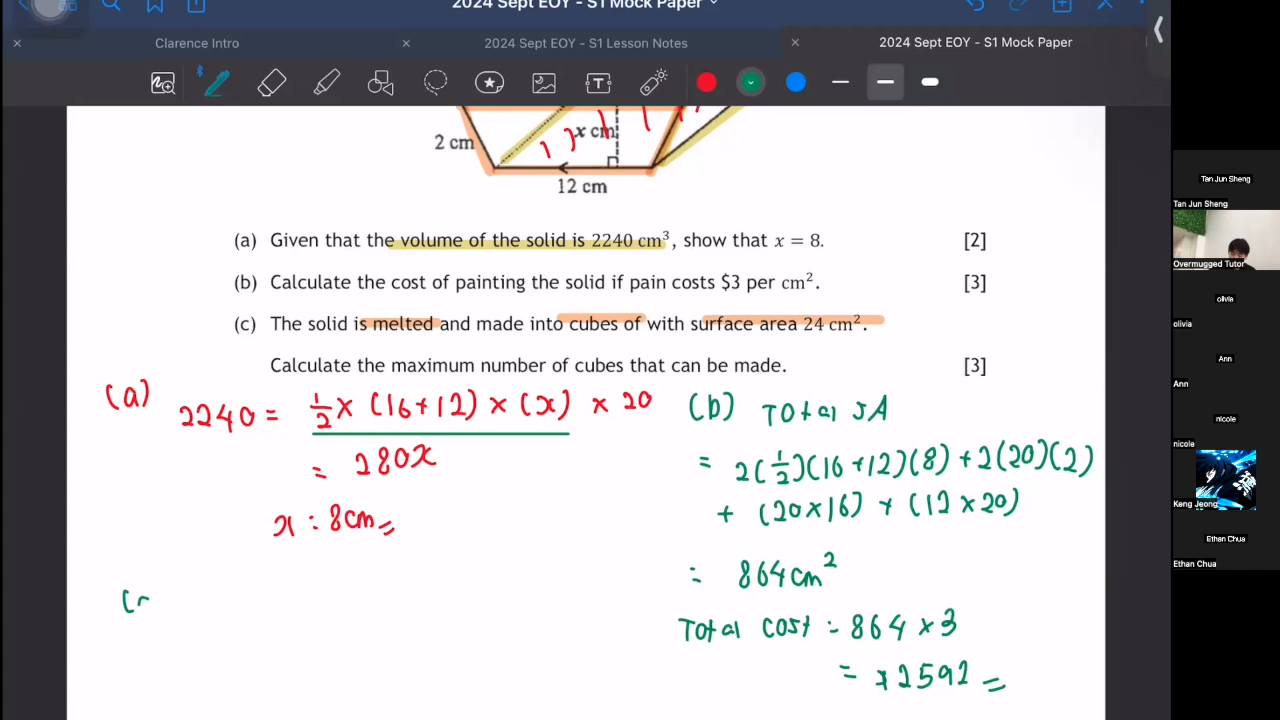 2024 Sept EOY - S1 Mock Paper
Clarence Intro
2024 Sept EOY - S1 Lesson Notes
2024 Sept EOY - S1 Mock Paper
2 cm
x cm
12 cm
(a) Given that the volume of the solid is 2240 cm³, show that x = 8. [2]
(b) Calculate the cost of painting the solid if pain costs $3 per cm². [3]
(c) The solid is melted and made into cubes of with surface area 24 cm².
Calculate the maximum number of cubes that can be made. [3]
(a)
2240 = ½ × (16+12) × (x) × 20
= 280x
x = 8cm
(b) Total SA
= 2(½)(16+12)(8) + 2(20)(2)
+ (20×16) + (12×20)
= 864cm²
Total cost = 864 × 3
= $2592
Tan Jun Sheng
Tan Jun Sheng
Overmugged Tutor
olivia
olivia
Ann
Ann
nicole
nicole
Keng Jeong
Ethan Chua
Ethan Chua